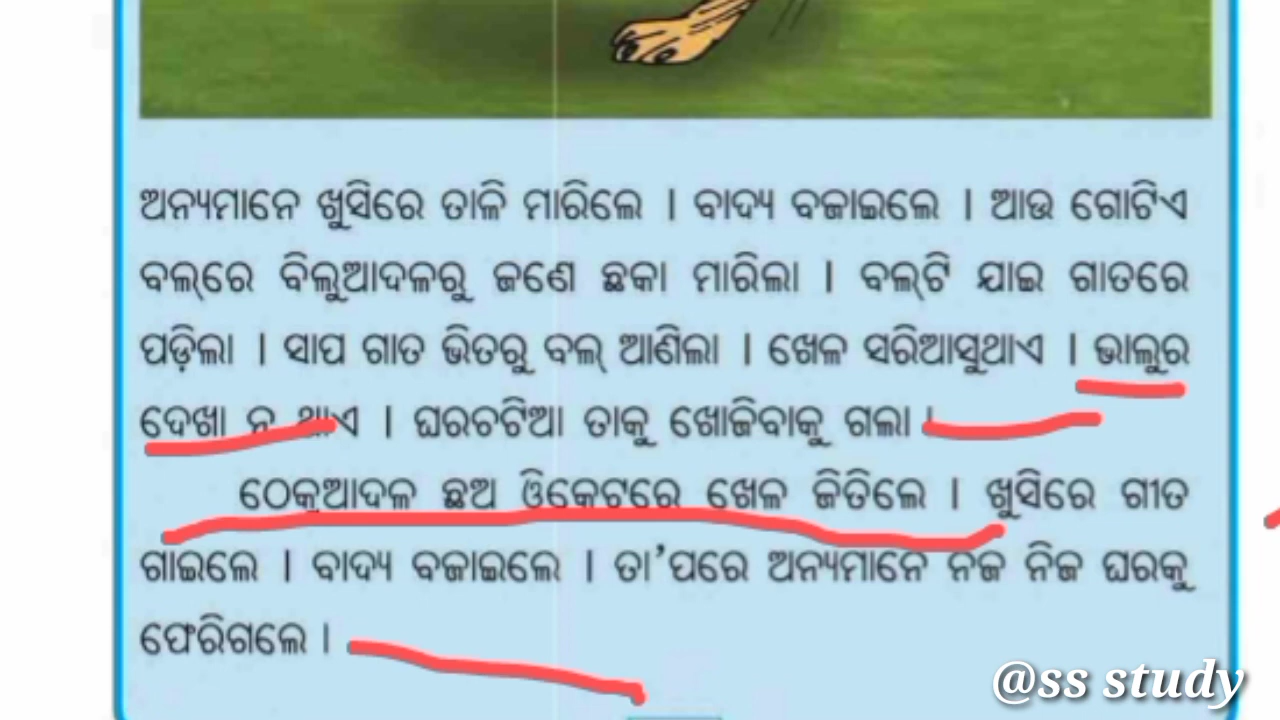 ଅନ୍ୟମାନେ ଖୁସିରେ ତାଳି ମାରିଲେ । ବାଦ୍ୟ ବଜାଇଲେ । ଆଉ ଗୋଟିଏ
ବଲ୍‌ରେ ବିଲୁଆଦଳରୁ ଜଣେ ଛକା ମାରିଲା । ବଲ୍‌ଟି ଯାଇ ଗାତରେ
ପଡ଼ିଲା । ସାପ ଗାତ ଭିତରୁ ବଲ୍ ଆଣିଲା । ଖେଳ ସରିଆସୁଥାଏ । ଭାଲୁର
ଦେଖା ନ ଥାଏ । ଘରଚଟିଆ ତାକୁ ଖୋଜିବାକୁ ଗଲା ।
ଠେକୁଆଦଳ ଛଅ ଓିକେଟରେ ଖେଳ ଜିତିଲେ । ଖୁସିରେ ଗୀତ
ଗାଇଲେ । ବାଦ୍ୟ ବଜାଇଲେ । ତା’ପରେ ଅନ୍ୟମାନେ ନିଜ ନିଜ ଘରକୁ
ଫେରିଗଲେ ।
@ss study